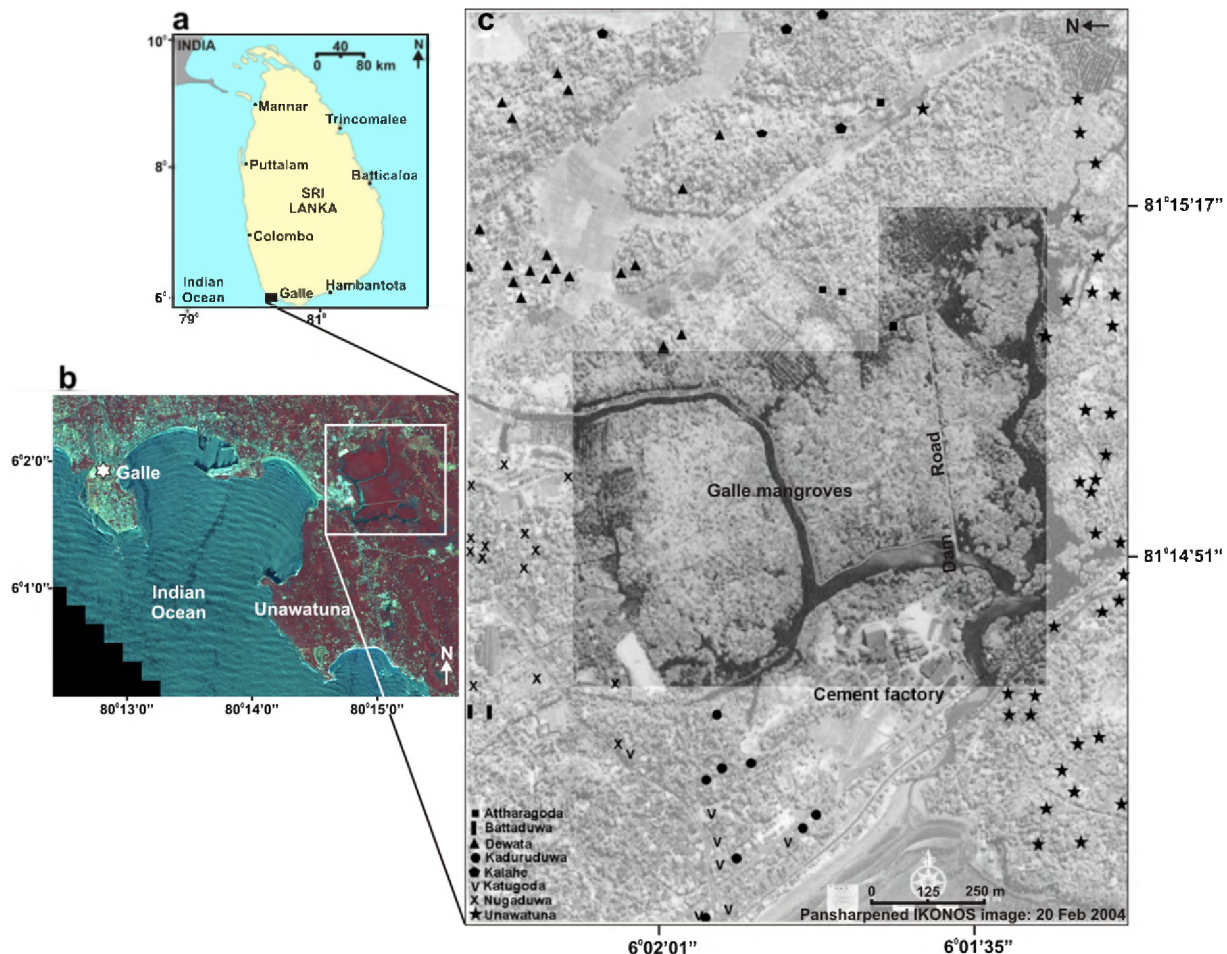 a
INDIA
10°
40
0 80 km
N
Mannar
Trincomalee
8°
Puttalam
Batticaloa
SRI
LANKA
Colombo
Indian
Ocean
Galle
Hambantota
6°
79°
81°
b
6°2'0"
Galle
6°1'0"
Indian
Ocean
Unawatuna
N
80°13'0"
80°14'0"
80°15'0"
c
N
81°15'17"
Galle mangroves
Road
Dam
81°14'51"
Cement factory
Attharagoda
Battaduwa
Dewata
Kaduruduwa
Kalahe
Katugoda
Nugaduwa
Unawatuna
0 125 250 m
Pansharpened IKONOS image: 20 Feb 2004
6°02'01"
6°01'35"